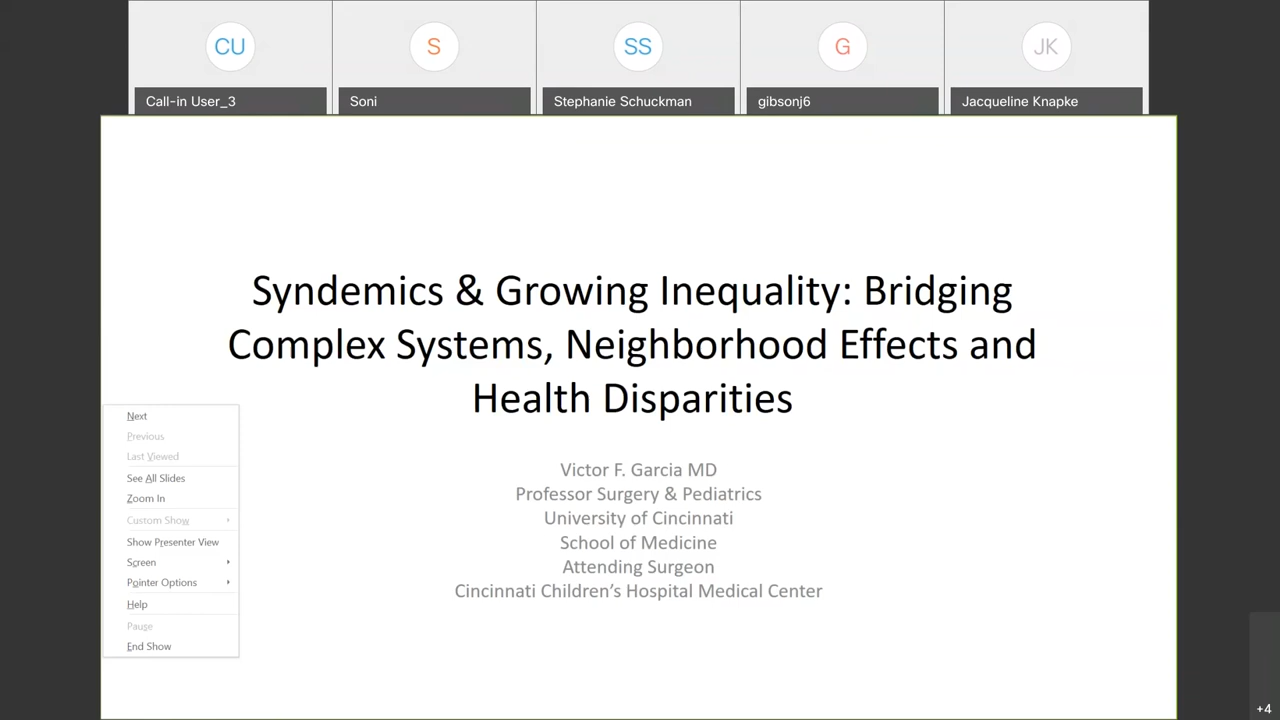 CU
S
SS
G
JK
Call-in User_3
Soni
Stephanie Schuckman
gibsonj6
Jacqueline Knapke
Syndemics & Growing Inequality: Bridging
Complex Systems, Neighborhood Effects and
Health Disparities
Victor F. Garcia MD
Professor Surgery & Pediatrics
University of Cincinnati
School of Medicine
Attending Surgeon
Cincinnati Children's Hospital Medical Center
Next
Previous
Last Viewed
See All Slides
Zoom In
Custom Show
Show Presenter View
Screen
Pointer Options
Help
Pause
End Show
+4